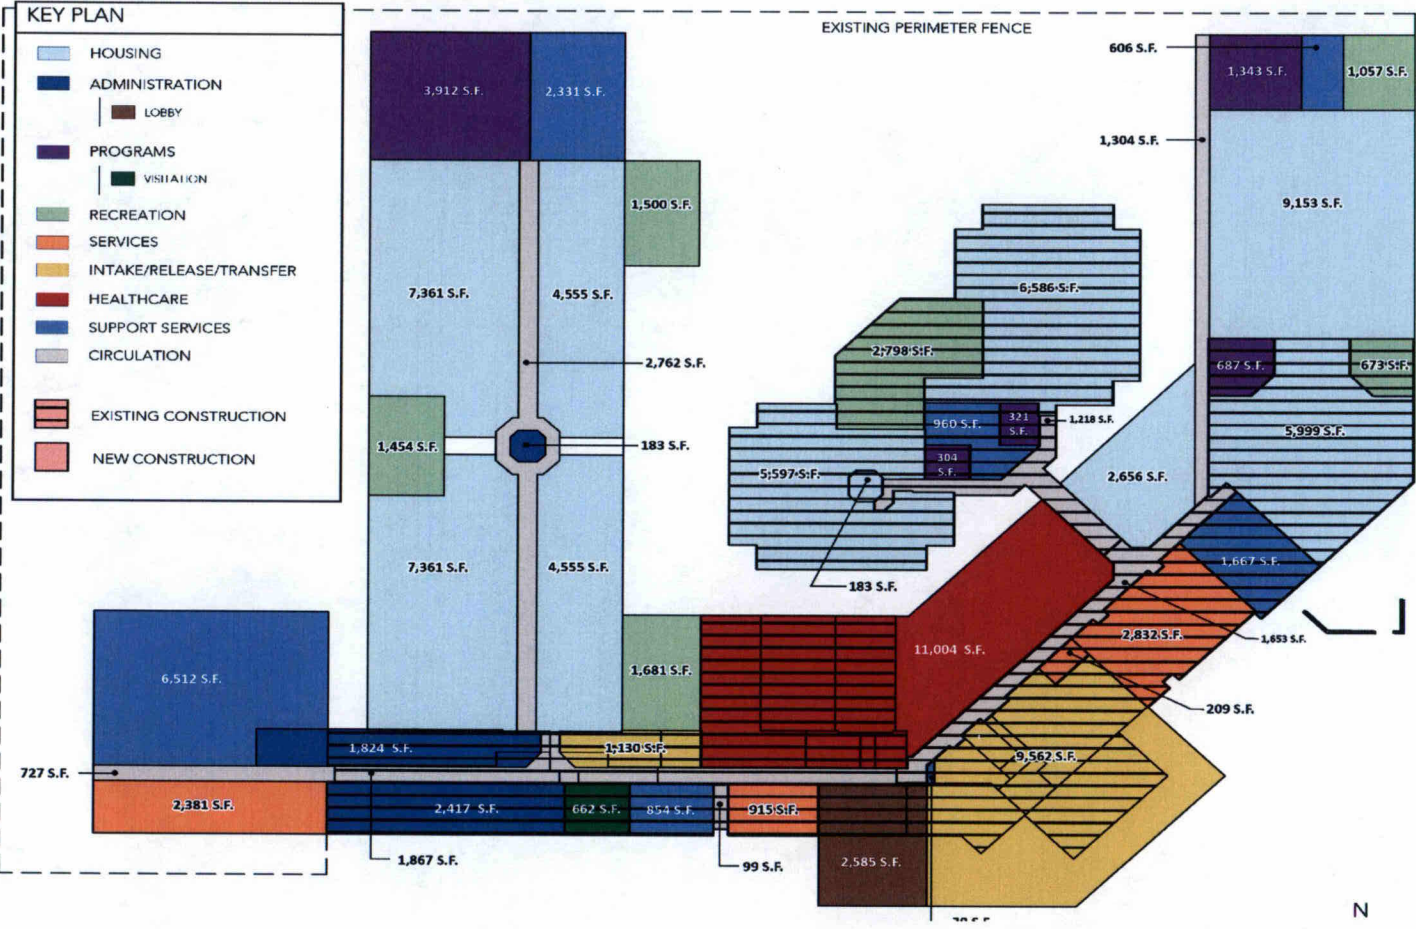 KEY PLAN
HOUSING
ADMINISTRATION
LOBBY
PROGRAMS
VISITATION
RECREATION
SERVICES
INTAKE/RELEASE/TRANSFER
HEALTHCARE
SUPPORT SERVICES
CIRCULATION
EXISTING CONSTRUCTION
NEW CONSTRUCTION
EXISTING PERIMETER FENCE
3,912 S.F.
2,331 S.F.
1,500 S.F.
7,361 S.F.
4,555 S.F.
2,762 S.F.
1,454 S.F.
183 S.F.
7,361 S.F.
4,555 S.F.
1,681 S.F.
606 S.F.
1,343 S.F.
1,057 S.F.
1,304 S.F.
9,153 S.F.
6,586 S.F.
2,798 S.F.
687 S.F.
673 S.F.
960 S.F.
321
S.F.
1,218 S.F.
304
S.F.
5,597 S.F.
2,656 S.F.
5,999 S.F.
183 S.F.
1,667 S.F.
2,832 S.F.
1,653 S.F.
11,004 S.F.
209 S.F.
6,512 S.F.
1,824 S.F.
1,130 S.F.
9,562 S.F.
727 S.F.
2,381 S.F.
2,417 S.F.
662 S.F.
854 S.F.
915 S.F.
1,867 S.F.
99 S.F.
2,585 S.F.
N